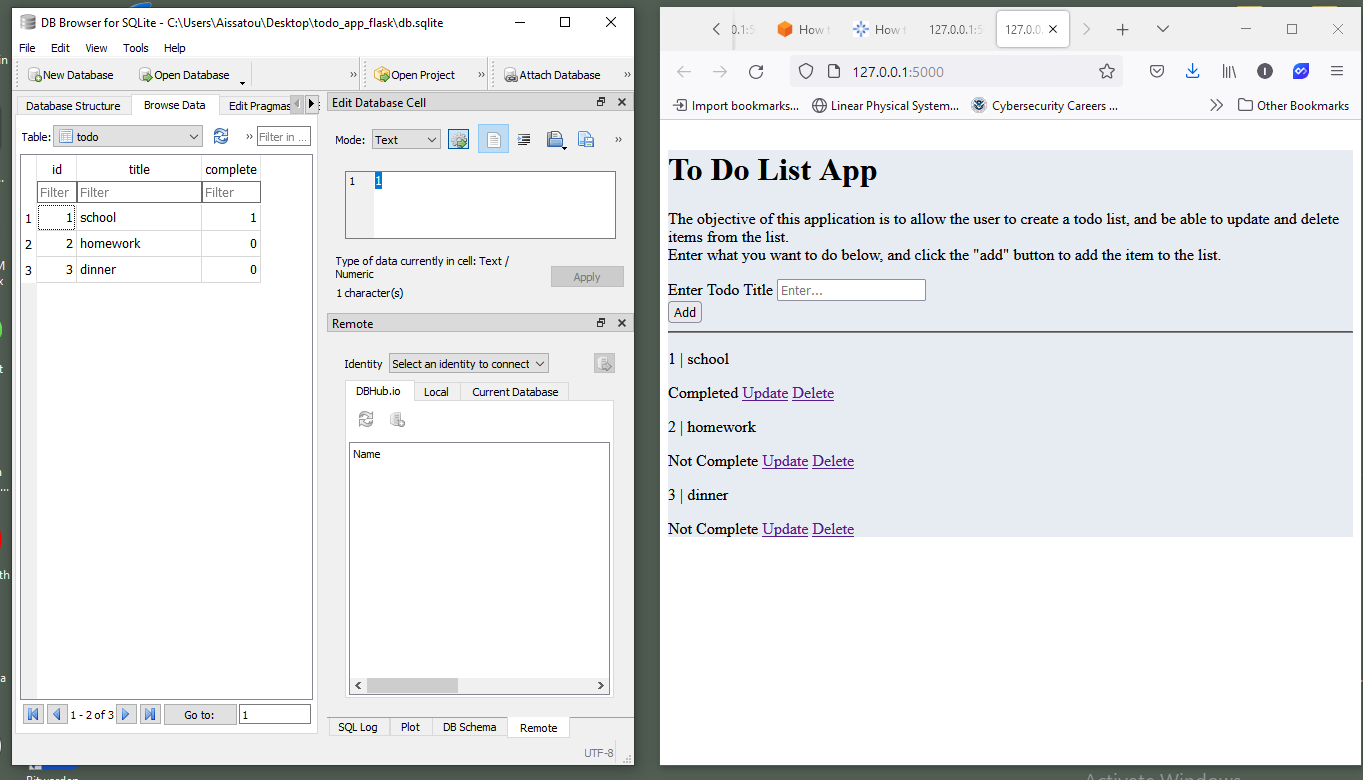 DB Browser for SQLite - C:\Users\Aissatou\Desktop\todo_app_flask\db.sqlite
File Edit View Tools Help
New Database Open Database » Open Project » Attach Database »
Database Structure Browse Data Edit Pragmas
Table: todo » Filter in ...
id title complete
Filter Filter Filter
1 1 school 1
2 2 homework 0
3 3 dinner 0
1 - 2 of 3 Go to: 1
Edit Database Cell
Mode: Text »
1 1
Type of data currently in cell: Text /
Numeric
1 character(s)
Apply
Remote
Identity Select an identity to connect
DBHub.io Local Current Database
Name
SQL Log Plot DB Schema Remote
UTF-8
0.1:5 How t How t 127.0.0.1:5 127.0.0.
127.0.0.1:5000
Import bookmarks... Linear Physical System... Cybersecurity Careers ... Other Bookmarks
To Do List App
The objective of this application is to allow the user to create a todo list, and be able to update and delete
items from the list.
Enter what you want to do below, and click the "add" button to add the item to the list.
Enter Todo Title Enter...
Add
1 | school
Completed Update Delete
2 | homework
Not Complete Update Delete
3 | dinner
Not Complete Update Delete